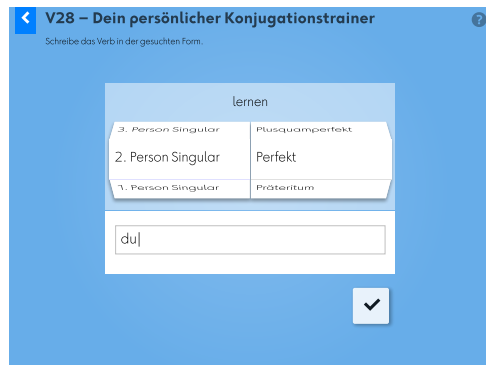 V28 – Dein persönlicher Konjugationstrainer
?
Schreibe das Verb in der gesuchten Form.
lernen
3. Person Singular Plusquamperfekt
2. Person Singular Perfekt
1. Person Singular Präteritum
du